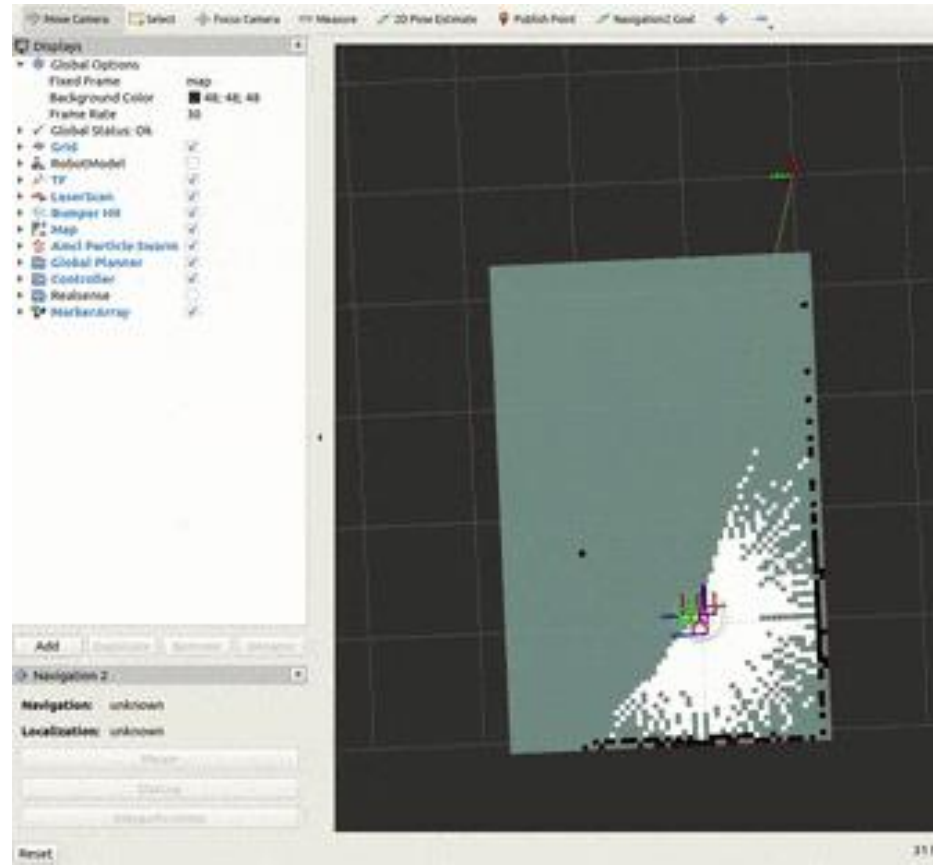 Move Camera Select Focus Camera Measure 2D Pose Estimate Publish Point Navigation2 Goal
Displays
Global Options
Fixed Frame map
Background Color 48; 48; 48
Frame Rate 30
Global Status: Ok
Grid
RobotModel
TF
LaserScan
Bumper Hit
Map
Amcl Particle Swarm
Global Planner
Controller
Realsense
MarkerArray
Add Duplicate Remove Rename
Navigation 2
Navigation: unknown
Localization: unknown
Reset